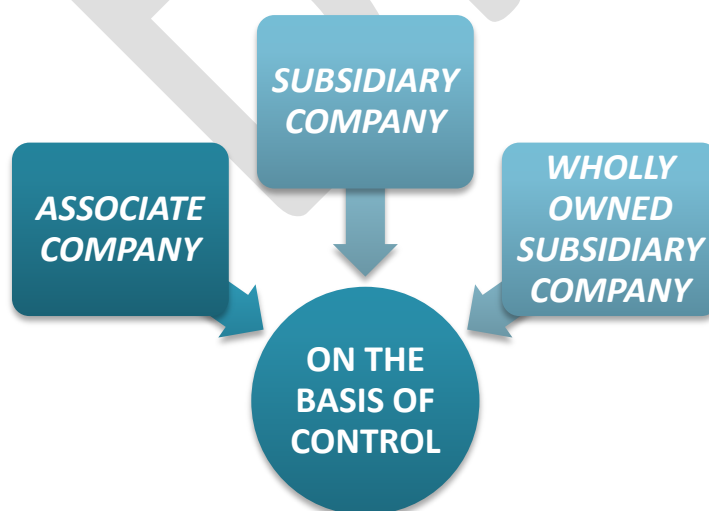 SUBSIDIARY
COMPANY
ASSOCIATE
COMPANY
WHOLLY
OWNED
SUBSIDIARY
COMPANY
ON THE
BASIS OF
CONTROL